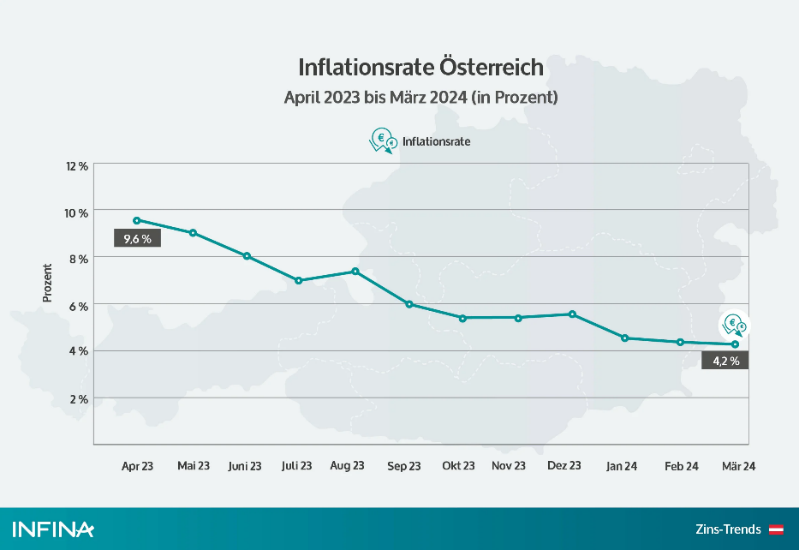 Inflationsrate Österreich
April 2023 bis März 2024 (in Prozent)
€ € Inflationsrate
12 %
10 %
8 %
6 %
4 %
2 %
Prozent
9,6 %
€ €
4,2 %
Apr 23 Mai 23 Juni 23 Juli 23 Aug 23 Sep 23 Okt 23 Nov 23 Dez 23 Jan 24 Feb 24 Mär 24
INFINA
Zins-Trends